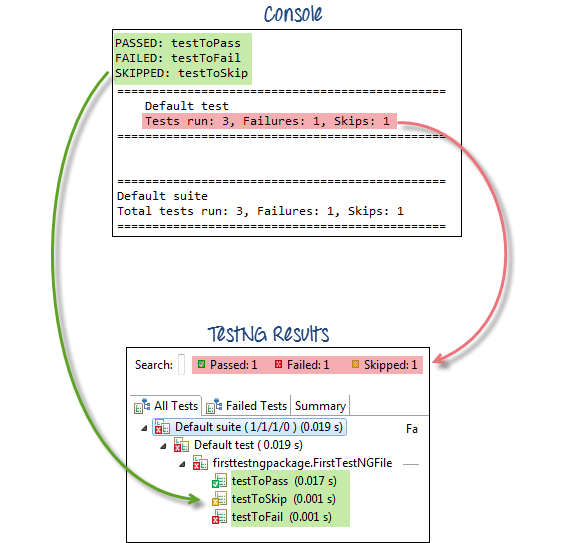 Console
PASSED: testToPass
FAILED: testToFail
SKIPPED: testToSkip
===============================================
Default test
Tests run: 3, Failures: 1, Skips: 1
===============================================
===============================================
Default suite
Total tests run: 3, Failures: 1, Skips: 1
===============================================
TestNG Results
Search: Passed: 1 Failed: 1 Skipped: 1
All Tests Failed Tests Summary
Default suite ( 1/1/1/0 ) (0.019 s) Fa
Default test ( 0.019 s)
firsttestngpackage.FirstTestNGFile
testToPass (0.017 s)
testToSkip (0.001 s)
testToFail (0.001 s)